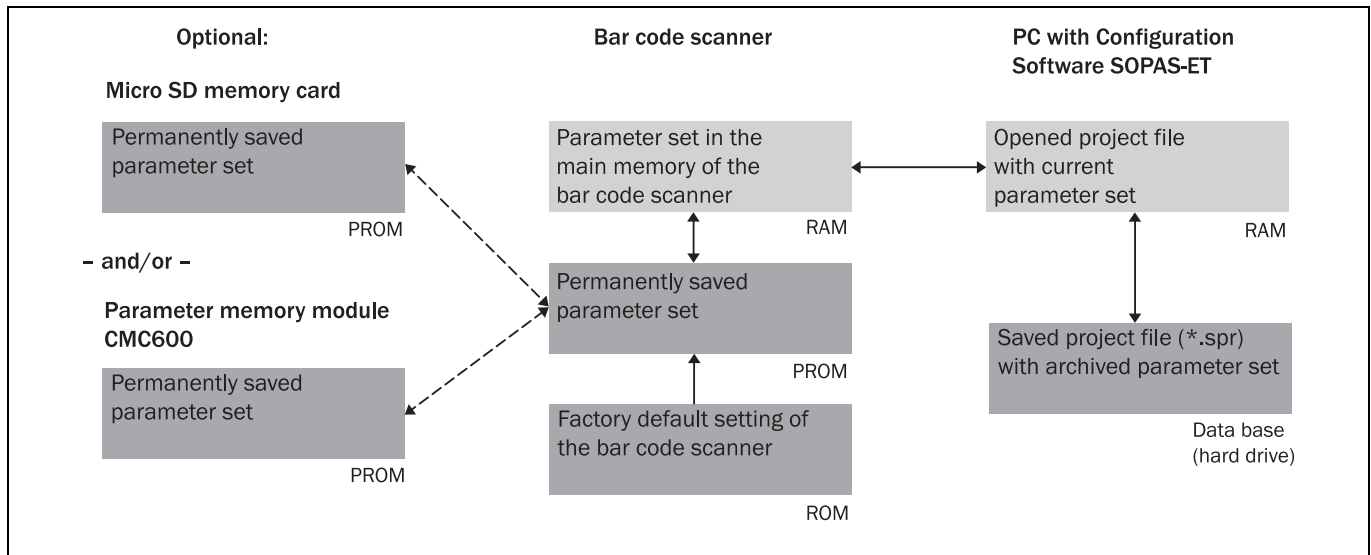 Optional:
Micro SD memory card
Permanently saved
parameter set
PROM
– and/or –
Parameter memory module
CMC600
Permanently saved
parameter set
PROM
Bar code scanner
Parameter set in the
main memory of the
bar code scanner
RAM
Permanently saved
parameter set
PROM
Factory default setting of
the bar code scanner
ROM
PC with Configuration
Software SOPAS-ET
Opened project file
with current
parameter set
RAM
Saved project file (*.spr)
with archived parameter set
Data base
(hard drive)